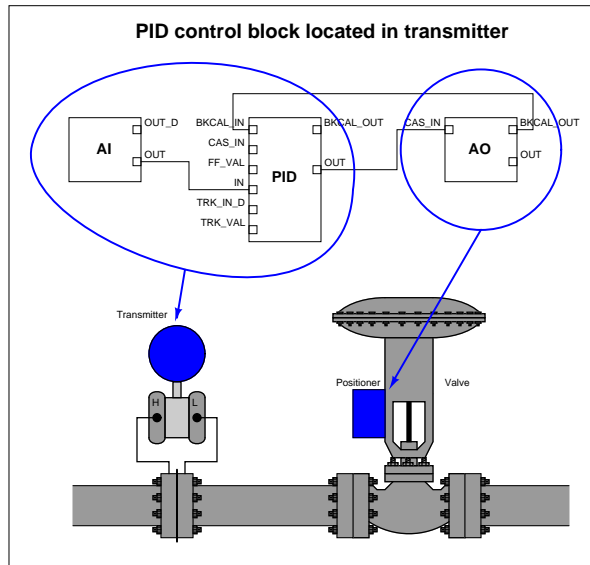 PID control block located in transmitter
OUT_D
AI
OUT
BKCAL_IN
CAS_IN
FF_VAL
IN
TRK_IN_D
TRK_VAL
PID
BKCAL_OUT
OUT
CAS_IN
AO
BKCAL_OUT
OUT
Transmitter
H
L
Positioner
Valve